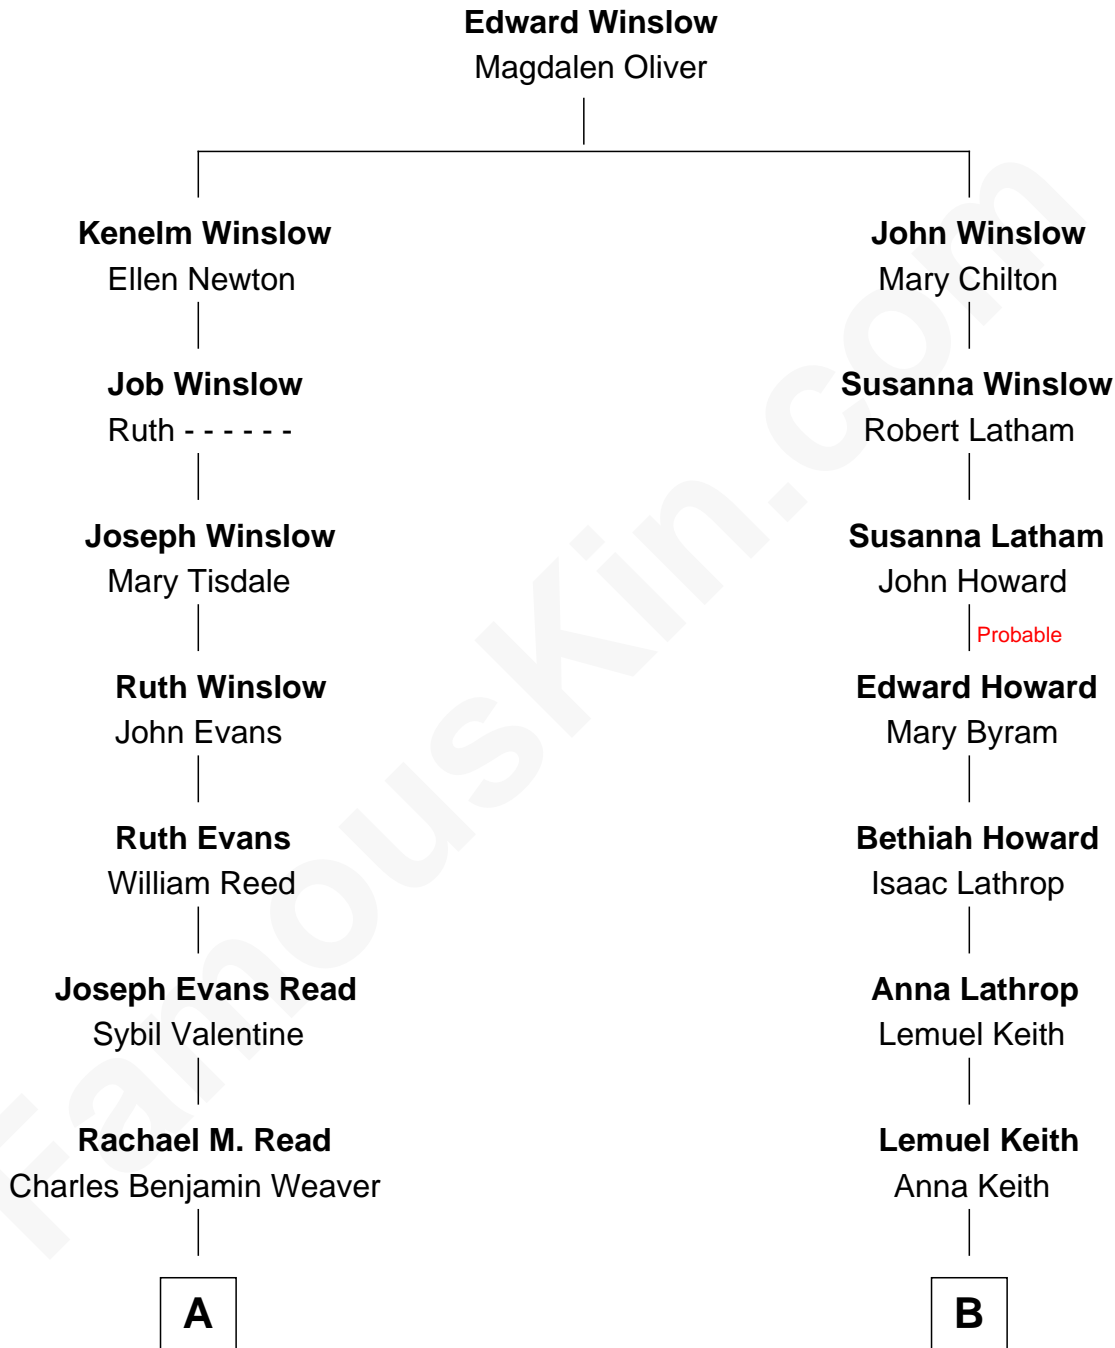 Edward Winslow
Magdalen Oliver
Kenelm Winslow
Ellen Newton
Job Winslow
Ruth - - - - - -
Joseph Winslow
Mary Tisdale
Ruth Winslow
John Evans
Ruth Evans
William Reed
Joseph Evans Read
Sybil Valentine
Rachael M. Read
Charles Benjamin Weaver
A
John Winslow
Mary Chilton
Susanna Winslow
Robert Latham
Susanna Latham
John Howard
Probable
Edward Howard
Mary Byram
Bethiah Howard
Isaac Lathrop
Anna Lathrop
Lemuel Keith
Lemuel Keith
Anna Keith
B
FamousKin.com